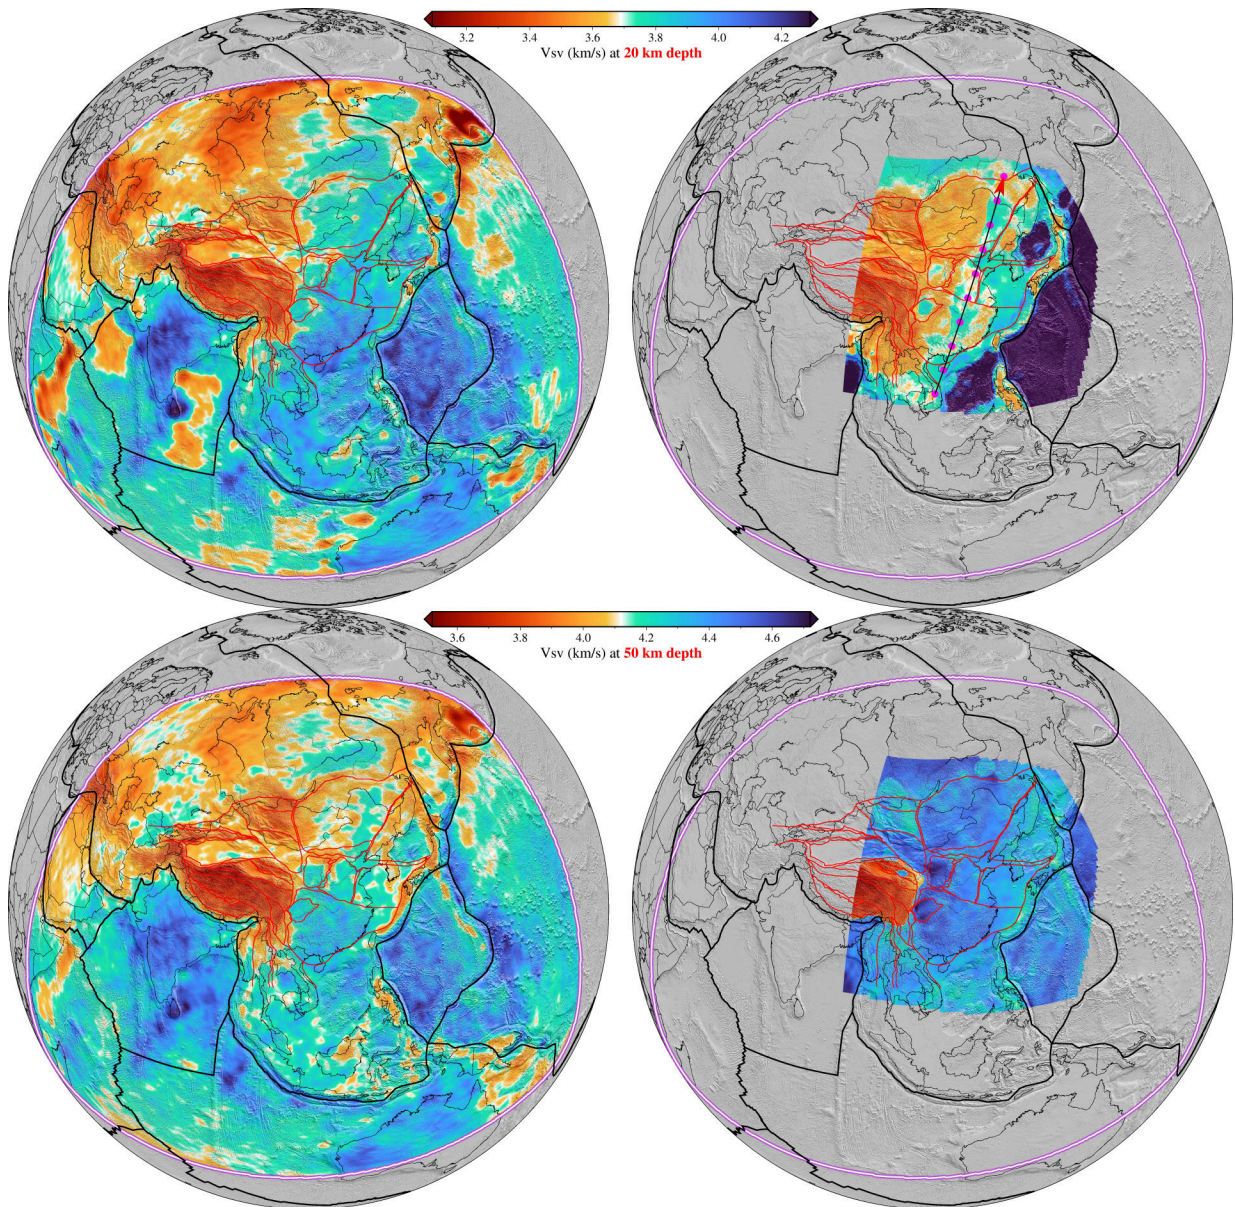 3.2 3.4 3.6 3.8 4.0 4.2
Vsv (km/s) at 20 km depth
3.6 3.8 4.0 4.2 4.4 4.6
Vsv (km/s) at 50 km depth